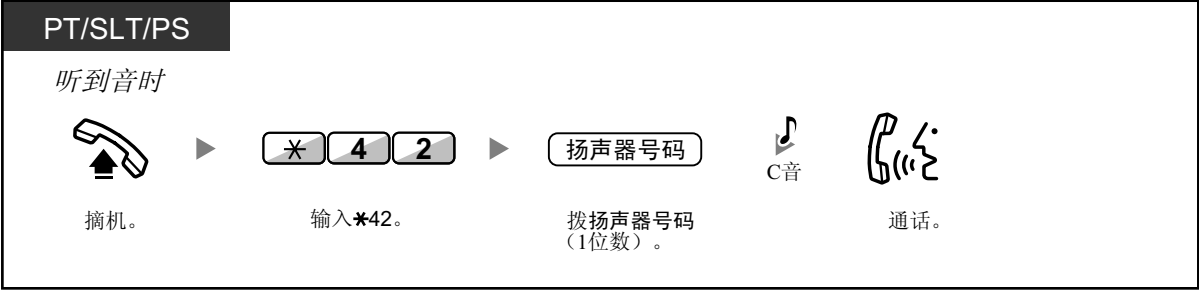 PT/SLT/PS
听到音时
* 4 2
扬声器号码
C音
摘机。
输入*42。
拨扬声器号码
（1位数）。
通话。